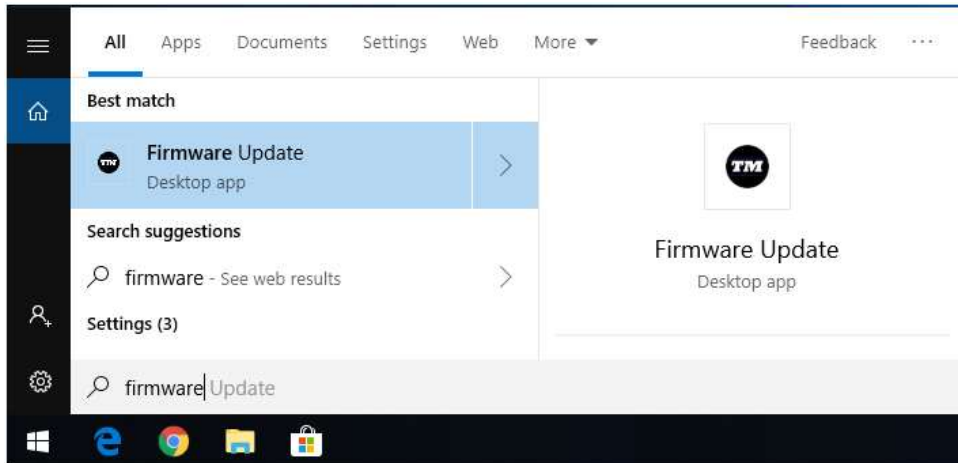 All Apps Documents Settings Web More Feedback ...
Best match
Firmware Update
Desktop app
Search suggestions
firmware - See web results
Settings (3)
firmware Update
TM
TM
Firmware Update
Desktop app